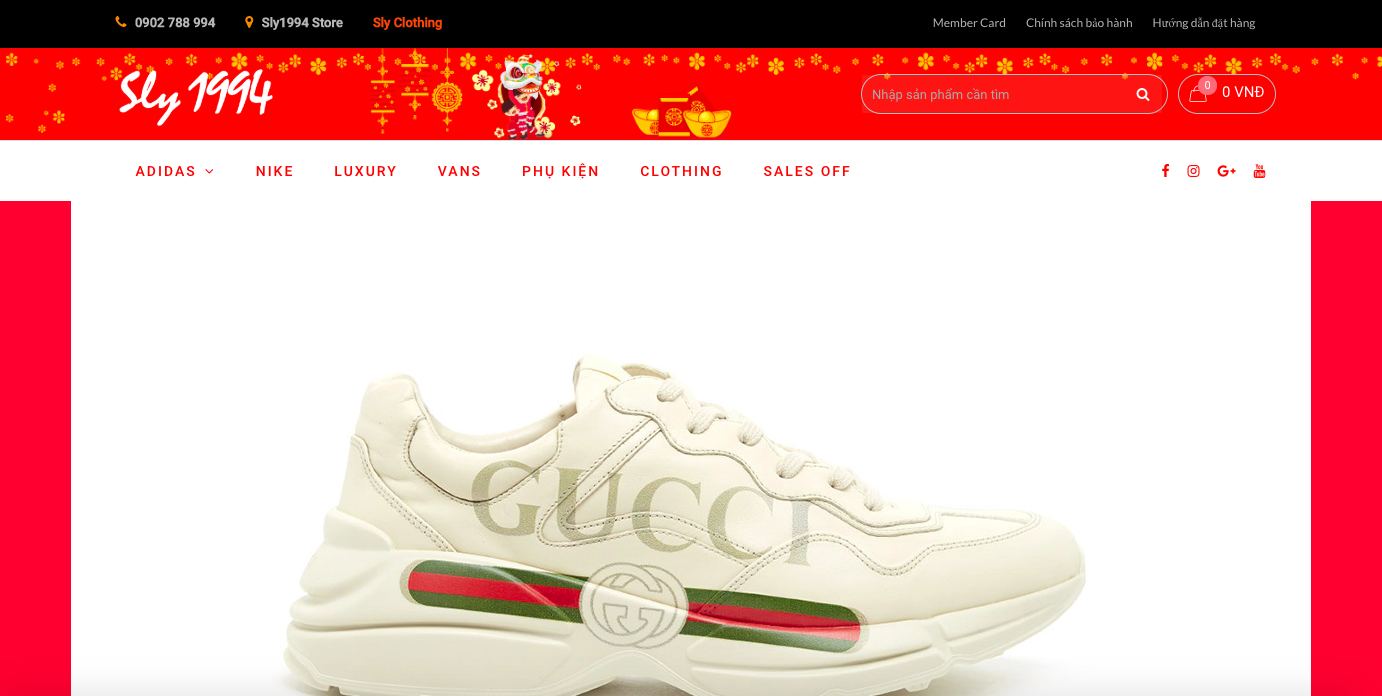 0902 788 994 Sly1994 Store Sly Clothing Member Card Chính sách bảo hành Hướng dẫn đặt hàng
Sly 1994 Nhập sản phẩm cần tìm 0 0 VNĐ
ADIDAS NIKE LUXURY VANS PHỤ KIỆN CLOTHING SALES OFF
GUCCI